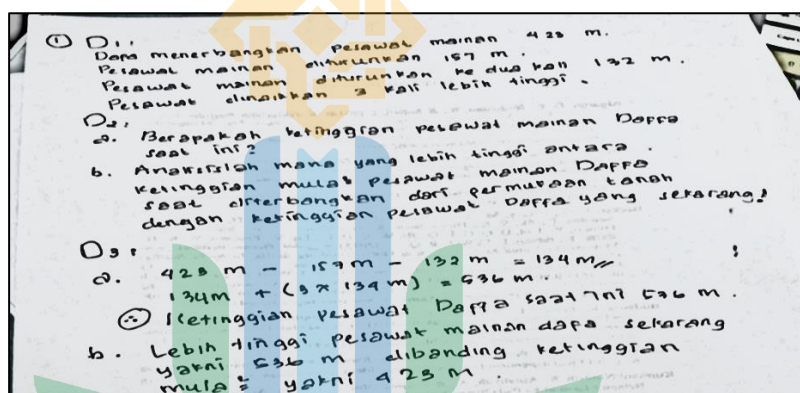 ① D1:
Dafa menerbangkan pesawat mainan 423 m.
Pesawat mainan diturunkan 157 m.
Pesawat mainan diturunkan ke dua kali 132 m.
Pesawat dinaikkan 3 kali lebih tinggi.
D2:
a. Berapakah ketinggian pesawat mainan Daffa
saat ini?
b. Analisislah mana yang lebih tinggi antara
ketinggian mula² pesawat mainan Daffa
saat diterbangkan dari permukaan tanah
dengan ketinggian pesawat Daffa yang sekarang!
D3:
a. 423 m - 157 m - 132 m = 134 m//
134 m + (3 x 134 m) = 536 m.
∴ Ketinggian pesawat Daffa saat ini 536 m.
b. Lebih tinggi pesawat mainan dafa sekarang
yakni 536 m dibanding ketinggian
mula² yakni 423 m.